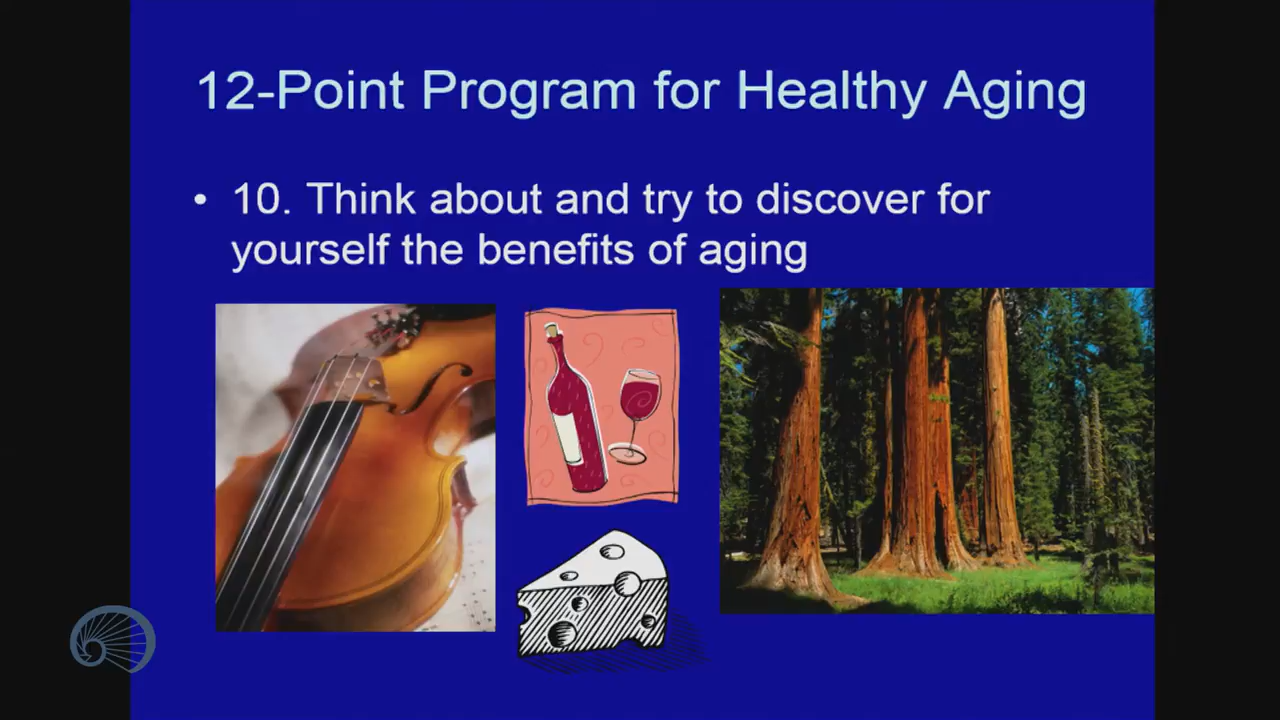 12-Point Program for Healthy Aging
• 10. Think about and try to discover for
yourself the benefits of aging